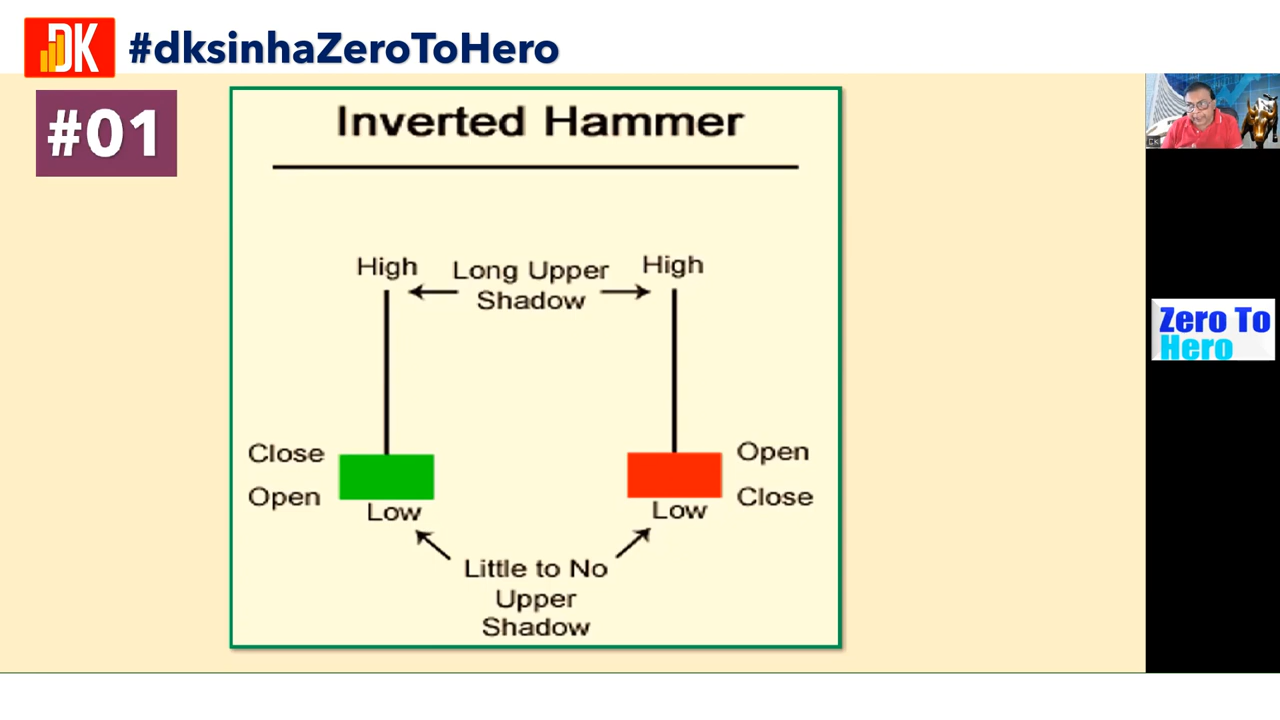 DK
#dksinhaZeroToHero
#01
Inverted Hammer
High
Long Upper
Shadow
High
Close
Open
Low
Open
Close
Low
Little to No
Upper
Shadow
Zero To
Hero